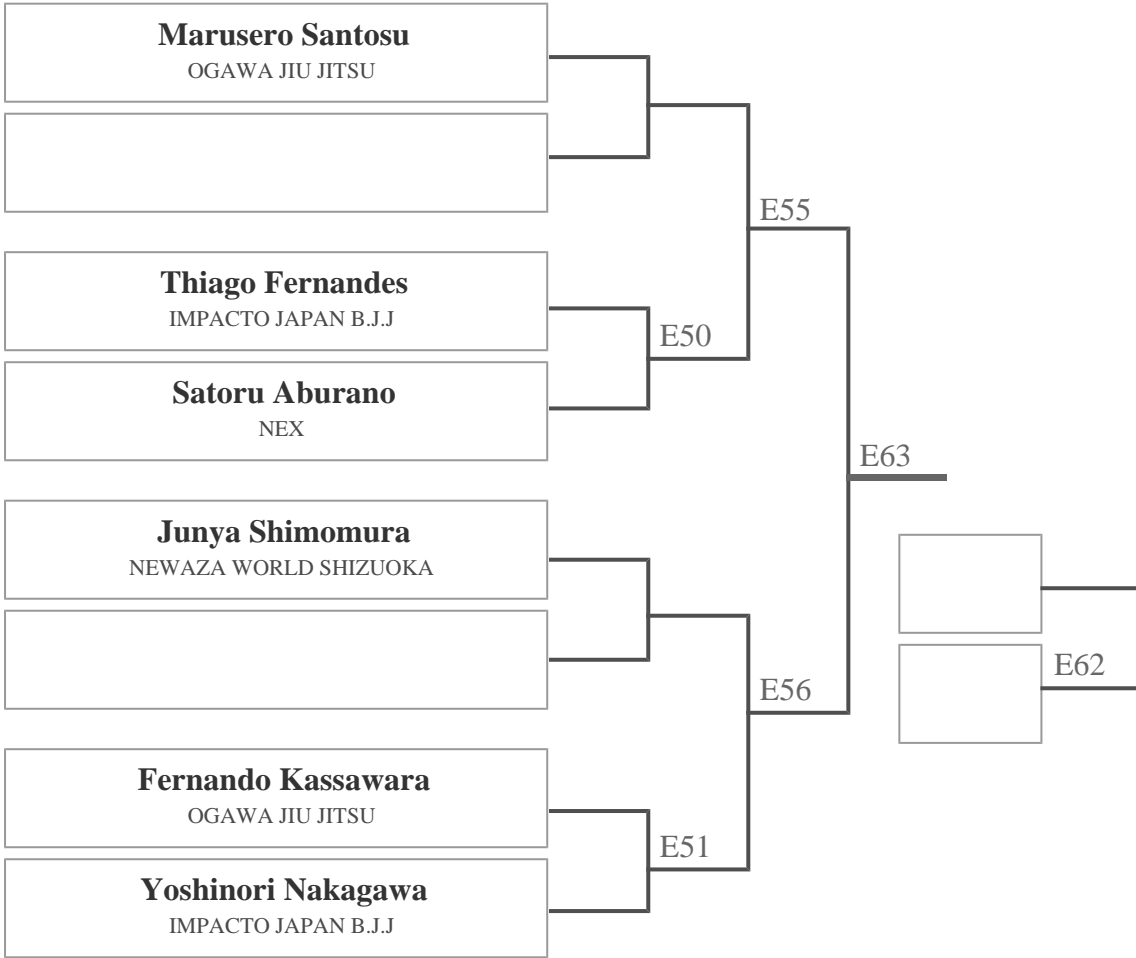 Marusero Santosu
OGAWA JIU JITSU
E55
Thiago Fernandes
IMPACTO JAPAN B.J.J
E50
Satoru Aburano
NEX
E63
Junya Shimomura
NEWAZA WORLD SHIZUOKA
E62
E56
Fernando Kassawara
OGAWA JIU JITSU
E51
Yoshinori Nakagawa
IMPACTO JAPAN B.J.J